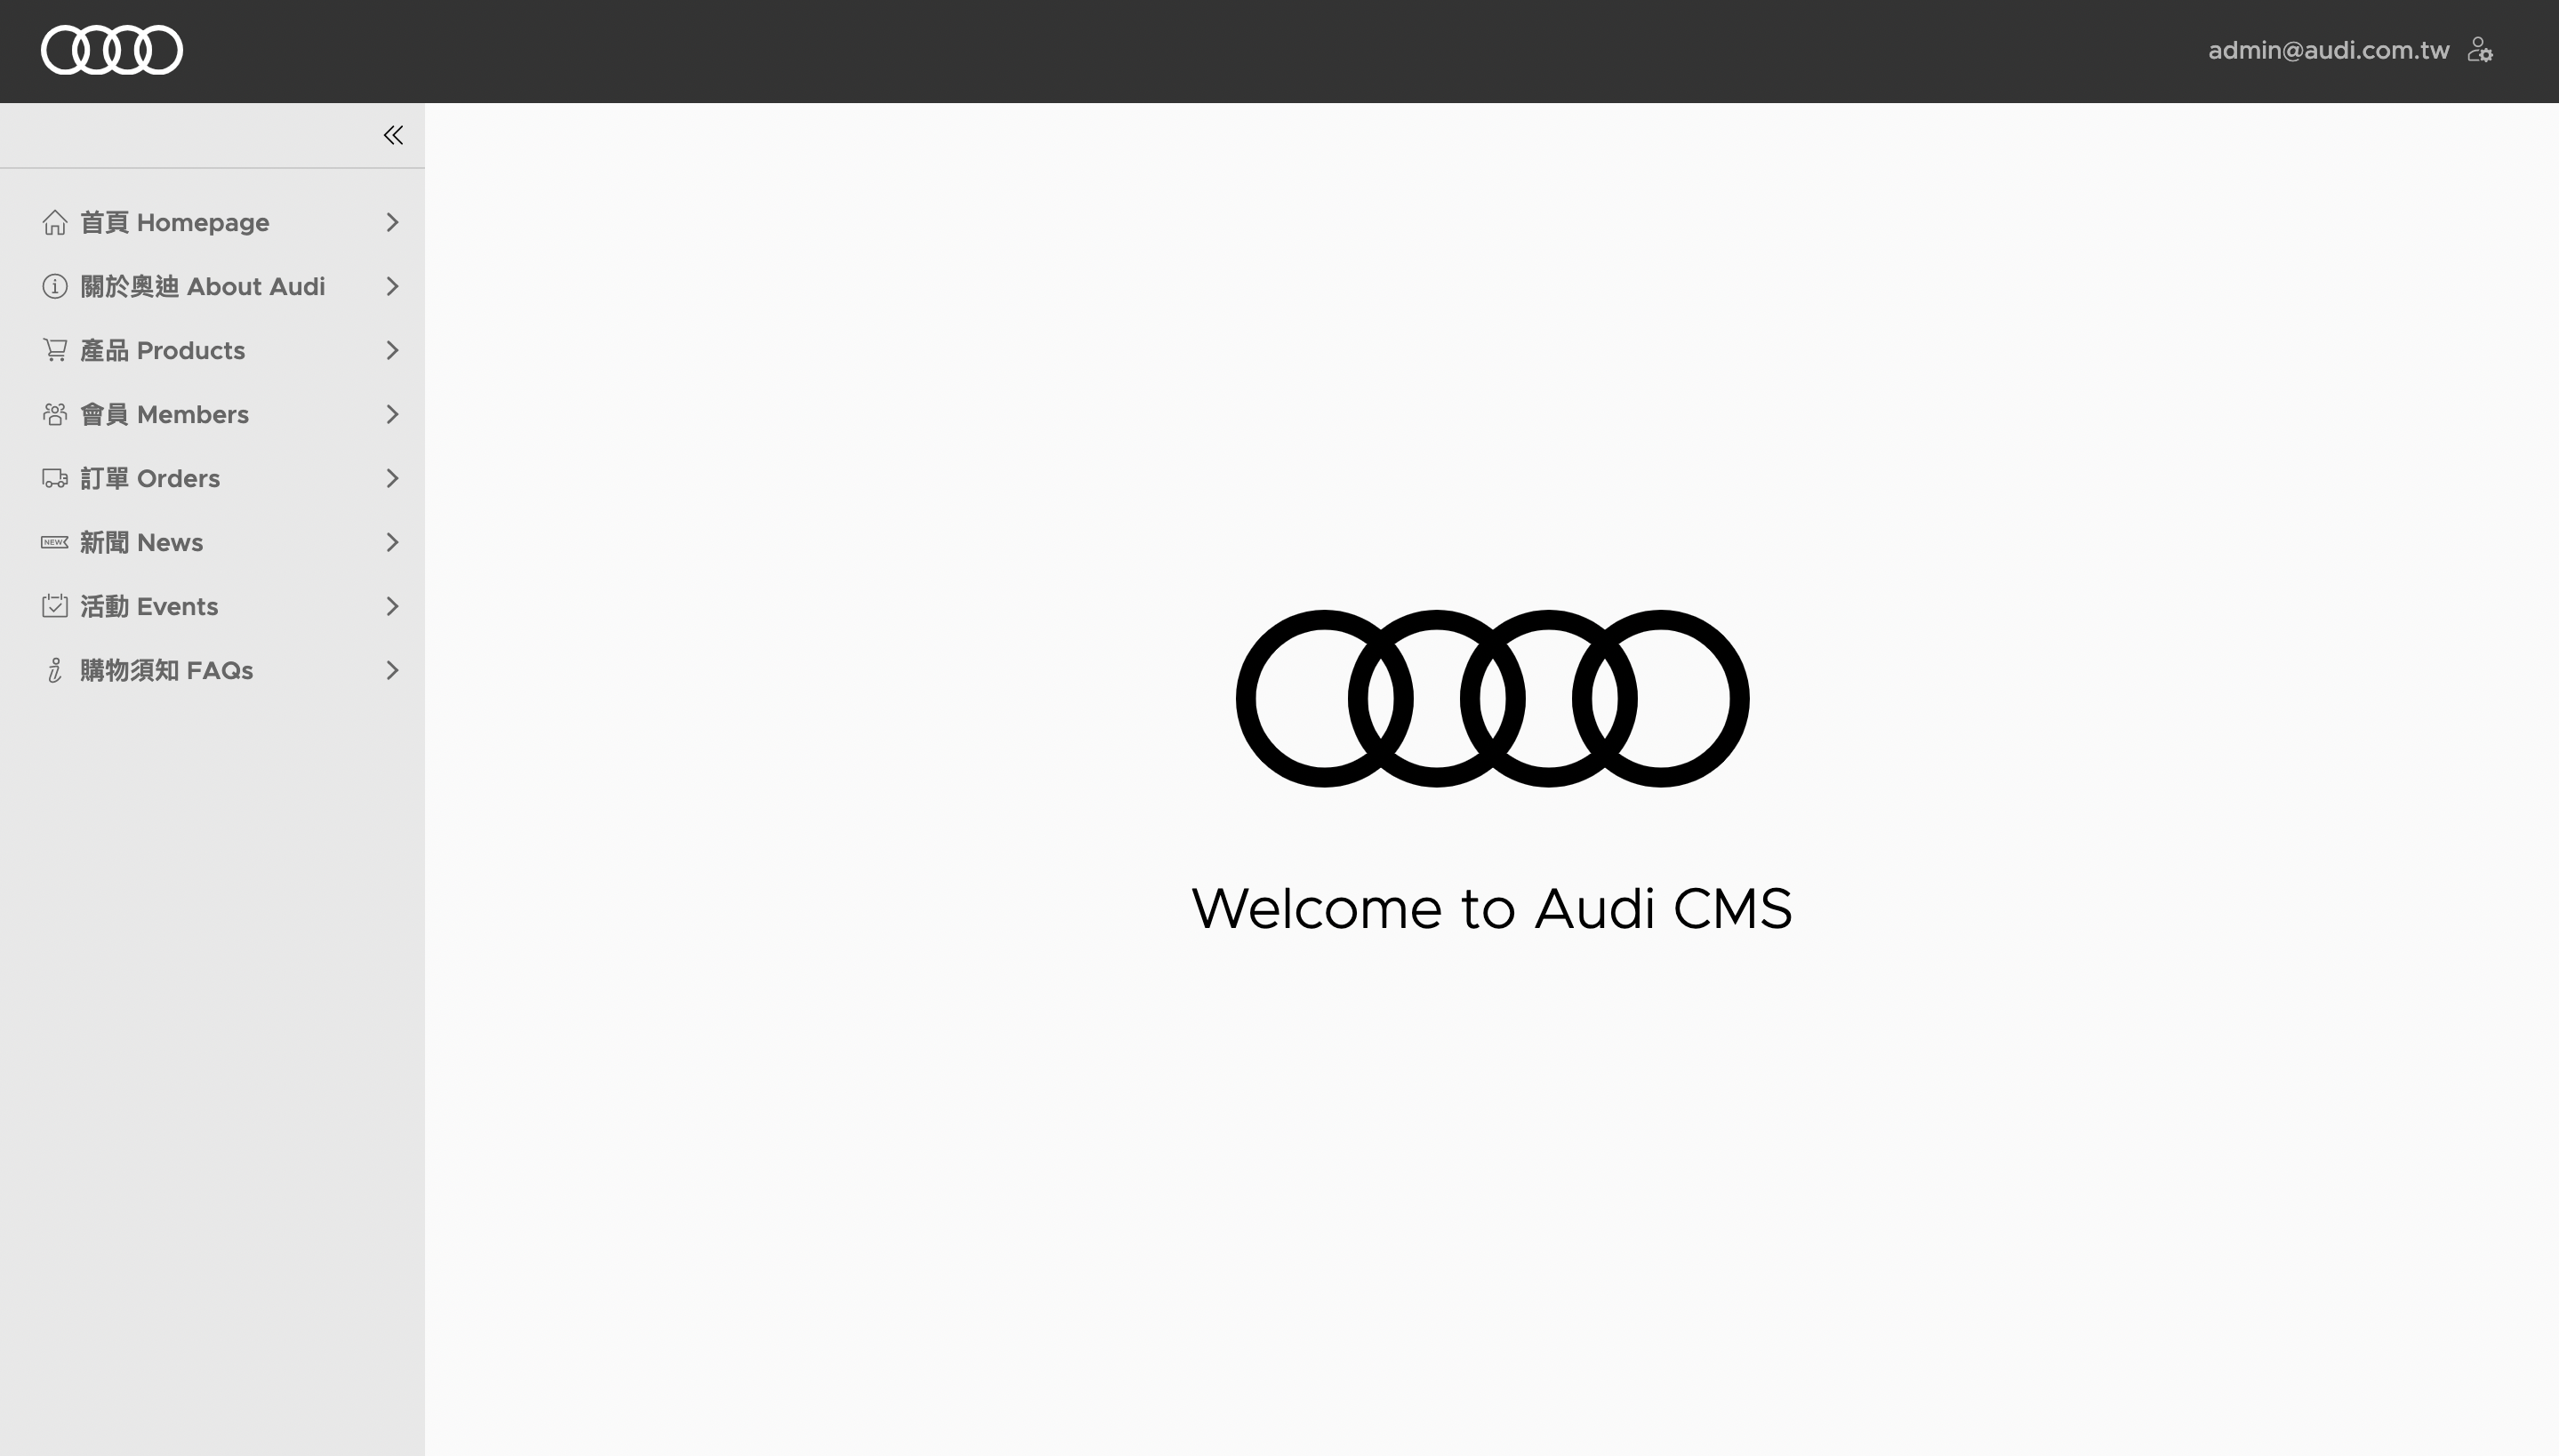 admin@audi.com.tw
首頁 Homepage
關於奧迪 About Audi
產品 Products
會員 Members
訂單 Orders
NEW
新聞 News
活動 Events
購物須知 FAQs
Welcome to Audi CMS